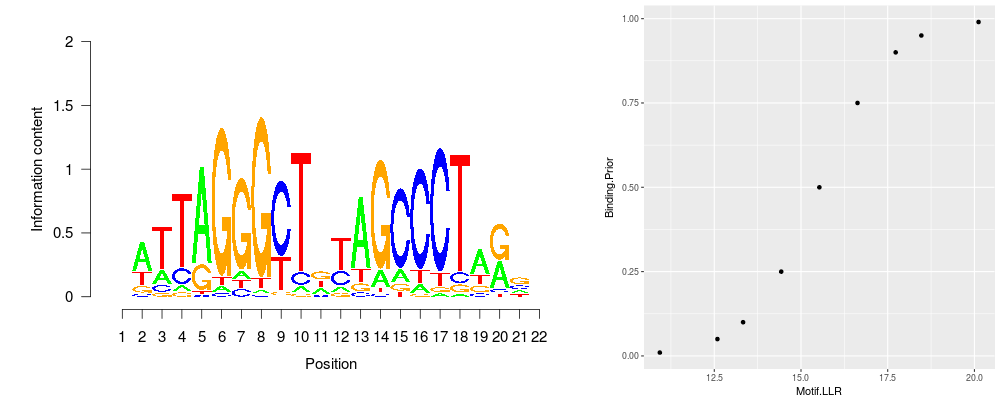 Information content
2
1.5
1
0.5
0
1 2 3 4 5 6 7 8 9 10 11 12 13 14 15 16 17 18 19 20 21 22
Position
A T T A G G G C T G T A G C C C T A G
Binding.Prior
1.00
0.75
0.50
0.25
0.00
12.5 15.0 17.5 20.0
Motif.LLR